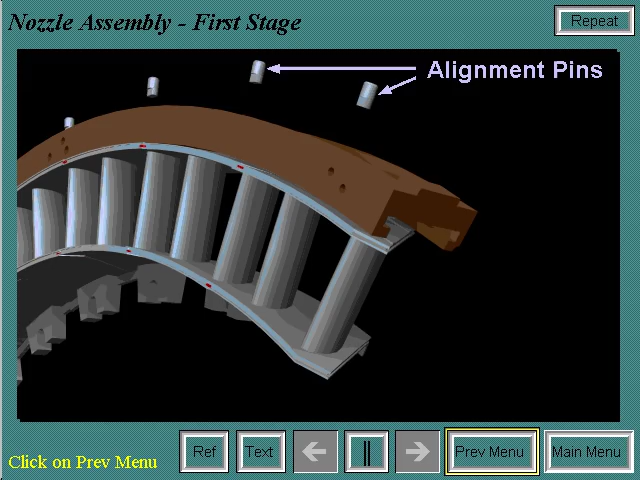 Nozzle Assembly - First Stage
Repeat
Alignment Pins
Click on Prev Menu
Ref
Text
Prev Menu
Main Menu